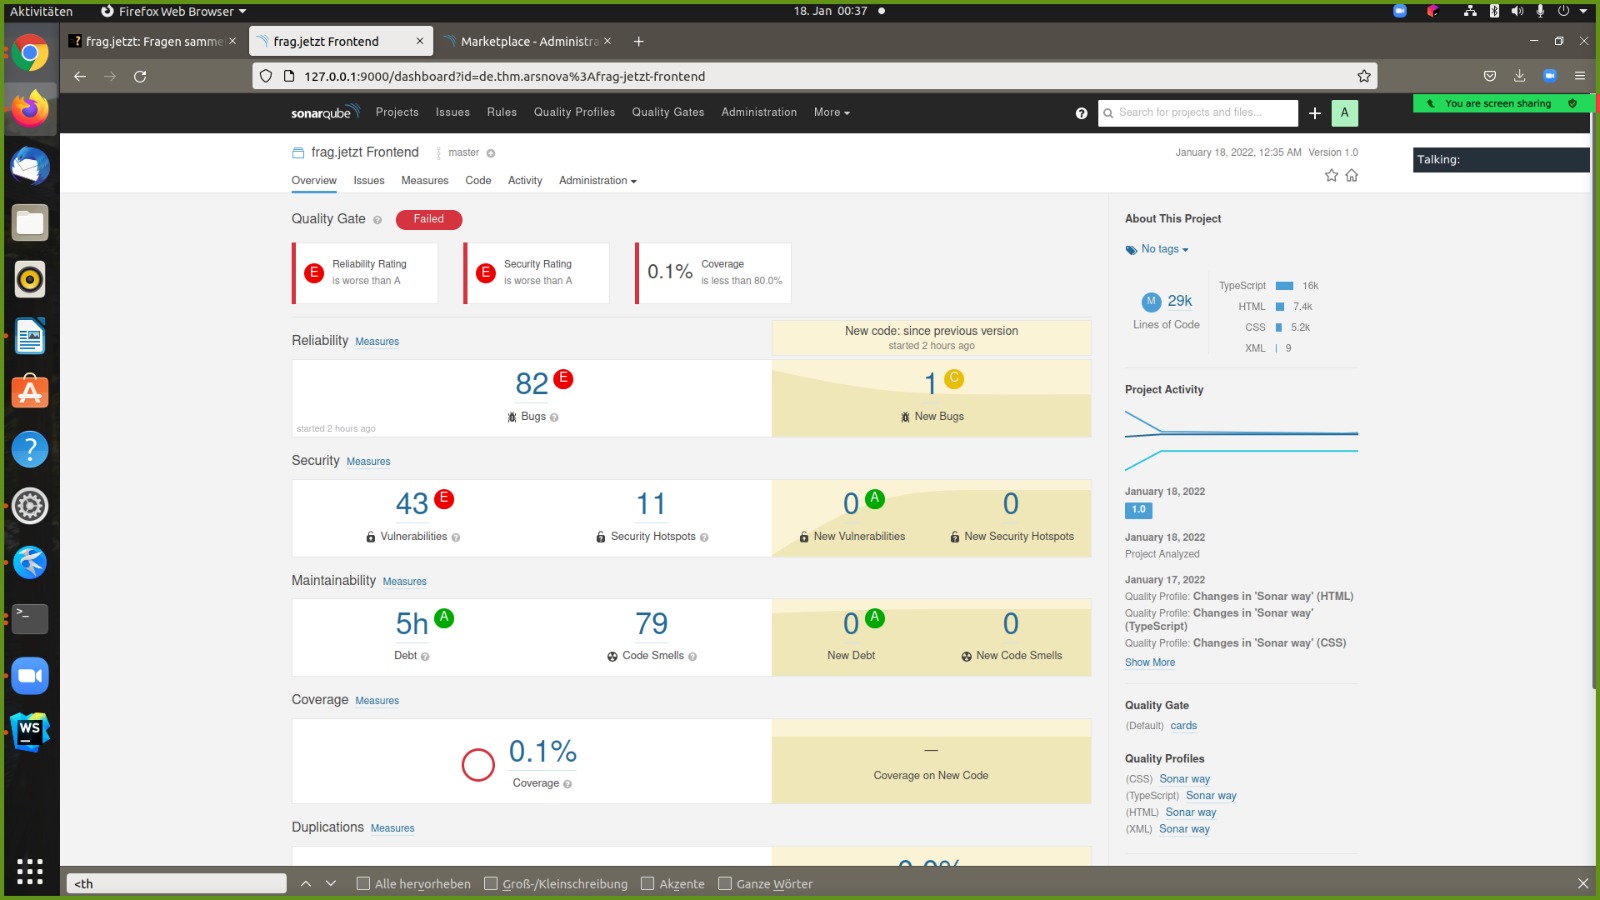 Aktivitäten
Firefox Web Browser
18. Jan 00:37
frag.jetzt: Fragen samme
frag.jetzt Frontend
Marketplace - Administra
127.0.0.1:9000/dashboard?id=de.thm.arsnova%3Afrag-jetzt-frontend
sonarqube
Projects
Issues
Rules
Quality Profiles
Quality Gates
Administration
More
Search for projects and files...
A
You are screen sharing
Talking:
frag.jetzt Frontend
master
January 18, 2022, 12:35 AM Version 1.0
Overview
Issues
Measures
Code
Activity
Administration
Quality Gate
Failed
E
Reliability Rating
is worse than A
E
Security Rating
is worse than A
0.1%
Coverage
is less than 80.0%
New code: since previous version
started 2 hours ago
Reliability Measures
82 E
Bugs
started 2 hours ago
1 C
New Bugs
Security Measures
43 E
Vulnerabilities
11
Security Hotspots
0 A
New Vulnerabilities
0
New Security Hotspots
Maintainability Measures
5h A
Debt
79
Code Smells
0 A
New Debt
0
New Code Smells
Coverage Measures
0.1%
Coverage
—
Coverage on New Code
Duplications Measures
About This Project
No tags
M 29k
Lines of Code
TypeScript 16k
HTML 7.4k
CSS 5.2k
XML 9
Project Activity
January 18, 2022
1.0
January 18, 2022
Project Analyzed
January 17, 2022
Quality Profile: Changes in 'Sonar way' (HTML)
Quality Profile: Changes in 'Sonar way'
(TypeScript)
Quality Profile: Changes in 'Sonar way' (CSS)
Show More
Quality Gate
(Default) cards
Quality Profiles
(CSS) Sonar way
(TypeScript) Sonar way
(HTML) Sonar way
(XML) Sonar way
WS
<th
Alle hervorheben
Groß-/Kleinschreibung
Akzente
Ganze Wörter